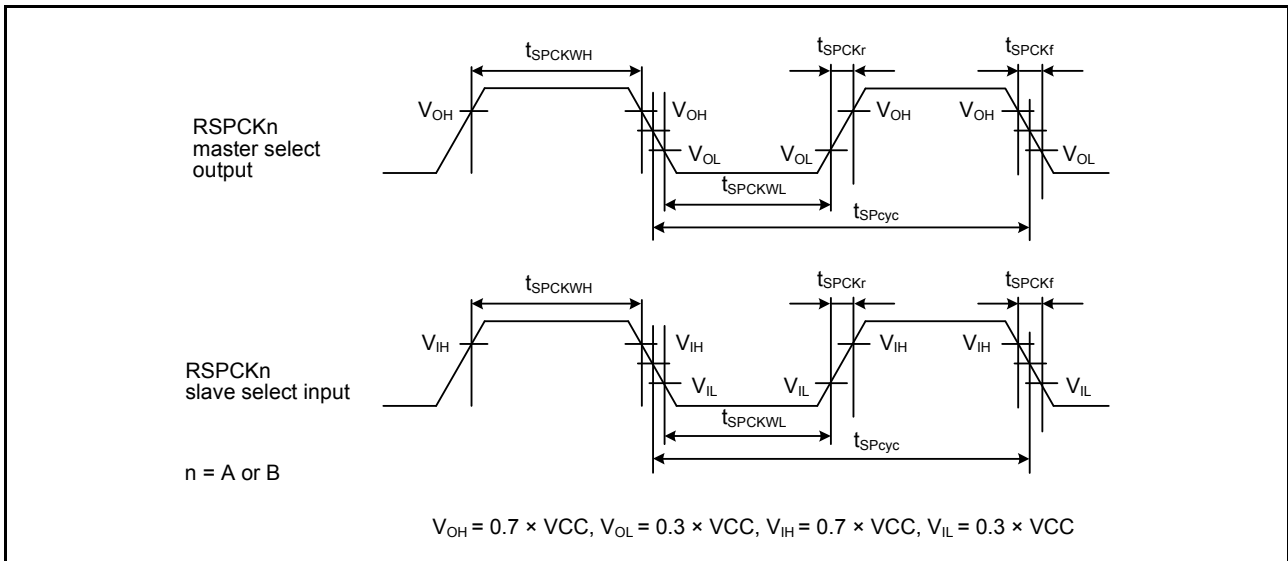 tSPCKWH
tSPCKr
tSPCKf
VOH
VOH
VOH
VOH
RSPCKn
master select
output
VOL
VOL
VOL
tSPCKWL
tSPcyc
tSPCKWH
tSPCKr
tSPCKf
VIH
VIH
VIH
VIH
RSPCKn
slave select input
VIL
VIL
VIL
tSPCKWL
tSPcyc
n = A or B
VOH = 0.7 × VCC, VOL = 0.3 × VCC, VIH = 0.7 × VCC, VIL = 0.3 × VCC